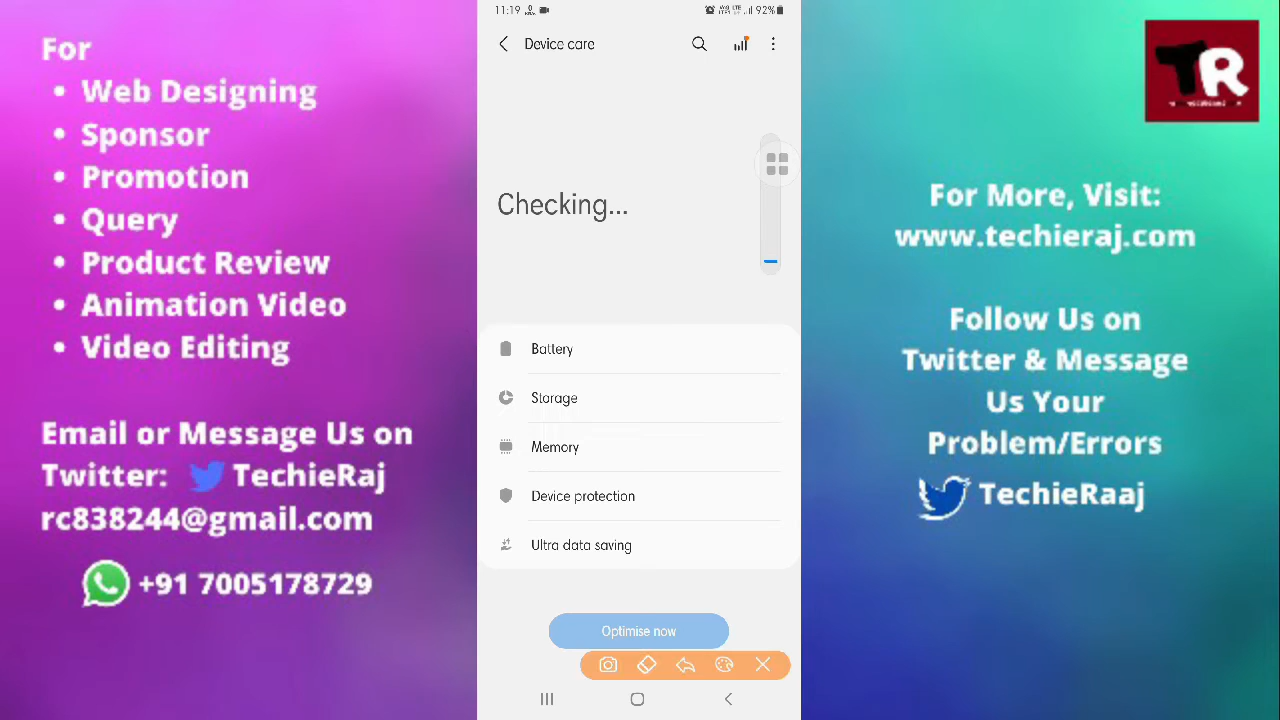 For
• Web Designing
• Sponsor
• Promotion
• Query
• Product Review
• Animation Video
• Video Editing
Email or Message Us on
Twitter: TechieRaj
rc838244@gmail.com
+91 7005178729
11:19 92%
Device care
Checking...
Battery
Storage
Memory
Device protection
Ultra data saving
Optimise now
TR
For More, Visit:
www.techieraj.com
Follow Us on
Twitter & Message
Us Your
Problem/Errors
TechieRaaj